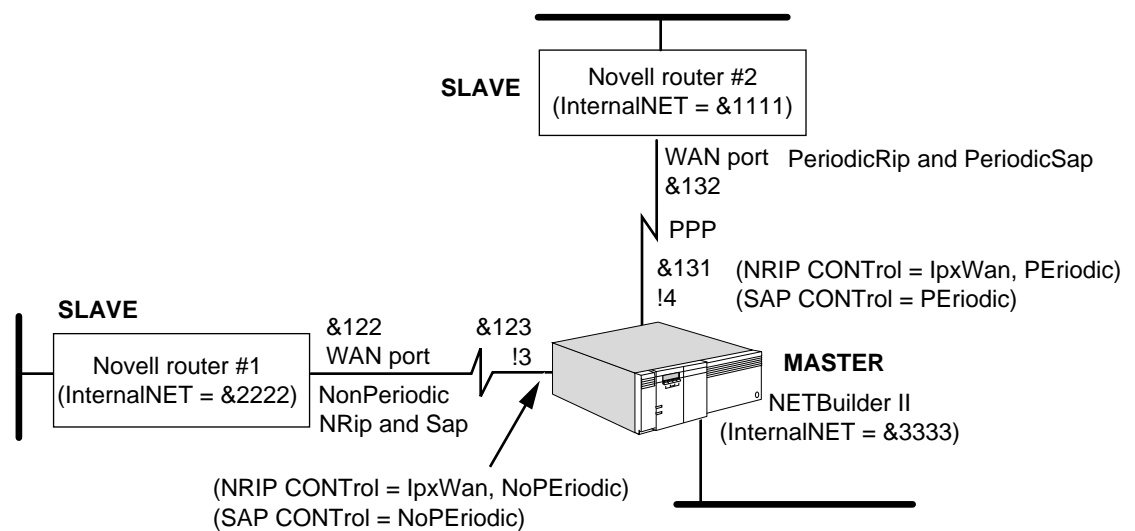 Novell router #2
(InternalNET = &1111)
SLAVE
WAN port PeriodicRip and PeriodicSap
&132
PPP
&131 (NRIP CONTrol = IpxWan, PEriodic)
!4 (SAP CONTrol = PEriodic)
SLAVE
Novell router #1
(InternalNET = &2222)
&122
WAN port
NonPeriodic
NRip and Sap
&123
!3
MASTER
NETBuilder II
(InternalNET = &3333)
(NRIP CONTrol = IpxWan, NoPEriodic)
(SAP CONTrol = NoPEriodic)